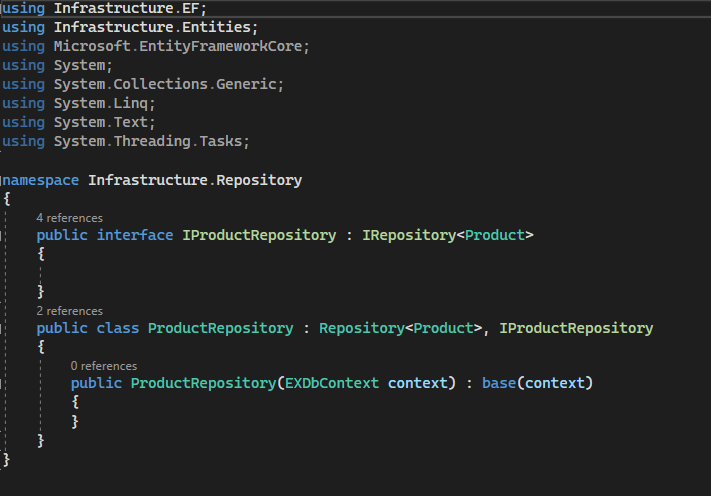 using Infrastructure.EF;
using Infrastructure.Entities;
using Microsoft.EntityFrameworkCore;
using System;
using System.Collections.Generic;
using System.Linq;
using System.Text;
using System.Threading.Tasks;

namespace Infrastructure.Repository
{
    4 references
    public interface IProductRepository : IRepository<Product>
    {

    }
    2 references
    public class ProductRepository : Repository<Product>, IProductRepository
    {
        0 references
        public ProductRepository(EXDbContext context) : base(context)
        {
        }
    }
}